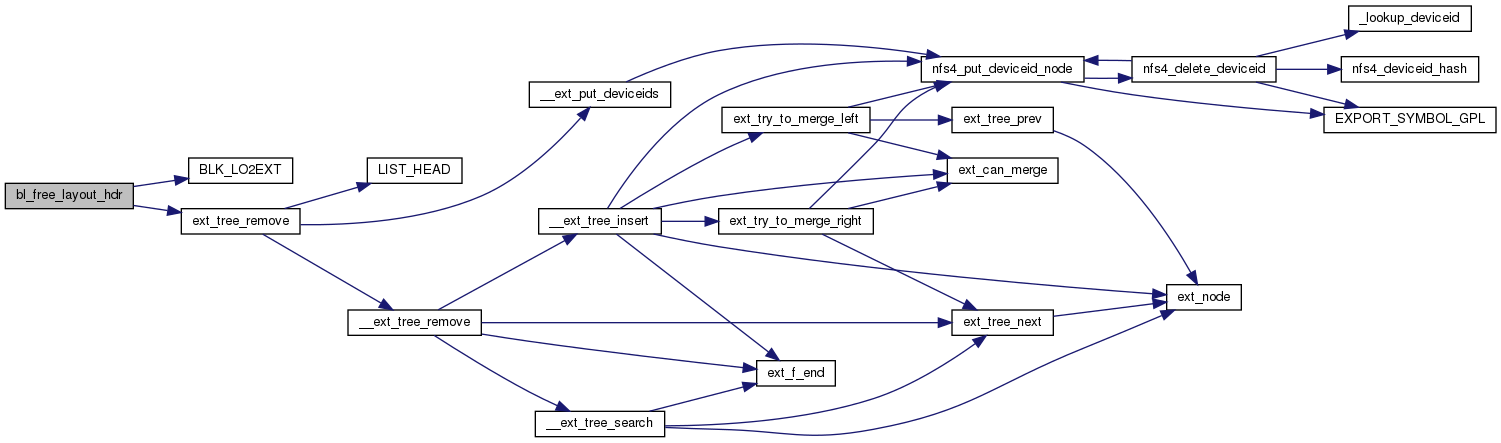 bl_free_layout_hdr
BLK_LO2EXT
ext_tree_remove
LIST_HEAD
__ext_tree_remove
__ext_put_deviceids
__ext_tree_insert
__ext_tree_search
ext_try_to_merge_left
ext_try_to_merge_right
ext_f_end
nfs4_put_deviceid_node
ext_tree_prev
ext_can_merge
ext_tree_next
nfs4_delete_deviceid
ext_node
_lookup_deviceid
nfs4_deviceid_hash
EXPORT_SYMBOL_GPL